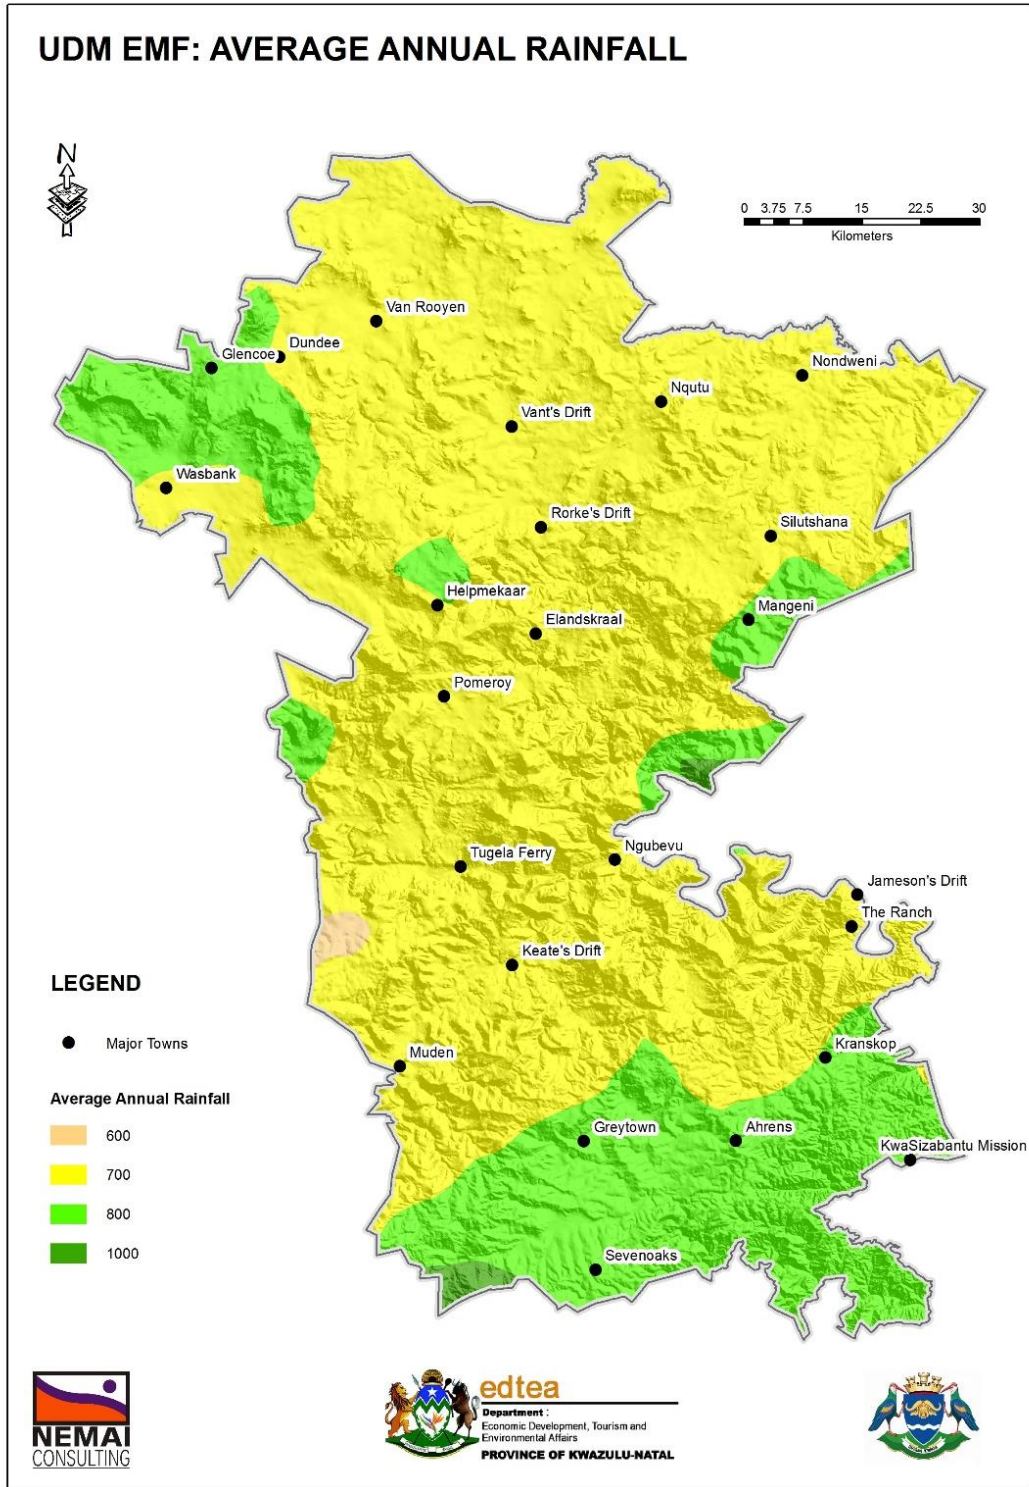 UDM EMF: AVERAGE ANNUAL RAINFALL
N
0 3.75 7.5 15 22.5 30
Kilometers
Van Rooyen
Dundee
Glencoe
Nondweni
Nqutu
Vant's Drift
Wasbank
Rorke's Drift
Silutshana
Helpmekaar
Mangeni
Elandskraal
Pomeroy
Ngubevu
Tugela Ferry
Jameson's Drift
The Ranch
Keate's Drift
Kranskop
Muden
Greytown
Ahrens
KwaSizabantu Mission
Sevenoaks
LEGEND
Major Towns
Average Annual Rainfall
600
700
800
1000
NEMAI
CONSULTING
edtea
Department :
Economic Development, Tourism and
Environmental Affairs
PROVINCE OF KWAZULU-NATAL